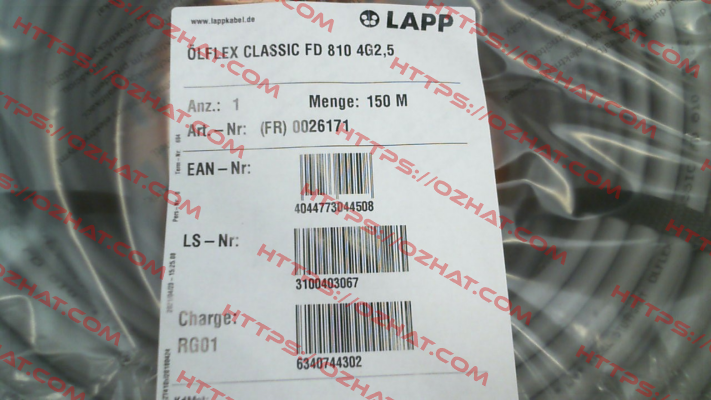 www.lappkabel.de
LAPP
ÖLFLEX CLASSIC FD 810 4G2,5
Anz.: 1 Menge: 150 M
Art.-Nr: (FR) 0026171
EAN-Nr:
4044773044508
LS-Nr:
3100403067
Charge:
RG01
6340744302
HTTPS://OZHAT.COM